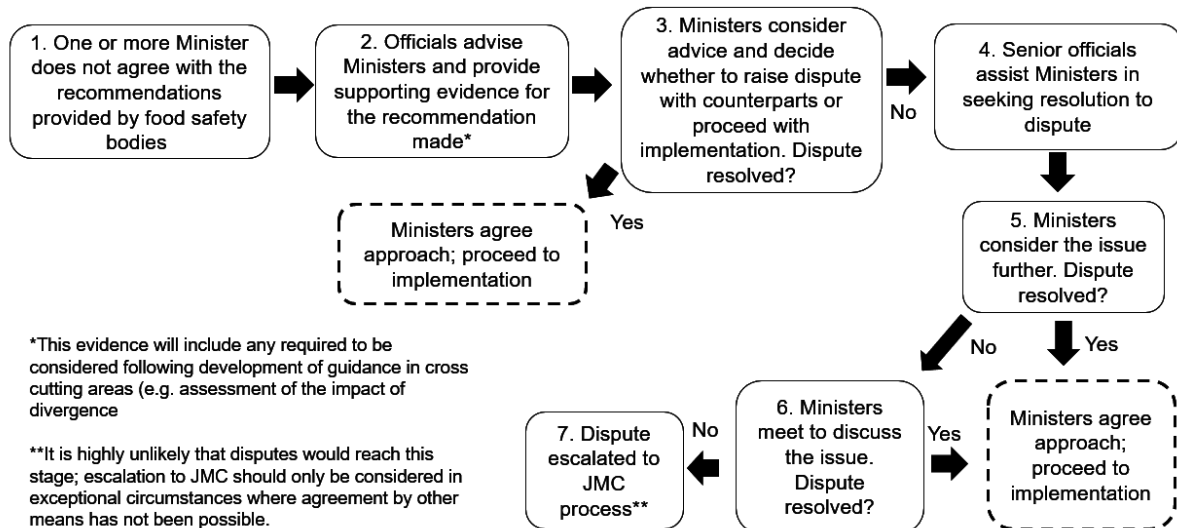 1. One or more Minister
does not agree with the
recommendations
provided by food safety
bodies
2. Officials advise
Ministers and provide
supporting evidence for
the recommendation
made*
3. Ministers consider
advice and decide
whether to raise dispute
with counterparts or
proceed with
implementation. Dispute
resolved?
No
4. Senior officials
assist Ministers in
seeking resolution to
dispute
Yes
Ministers agree
approach; proceed to
implementation
5. Ministers
consider the issue
further. Dispute
resolved?
No
Yes
6. Ministers
meet to discuss
the issue.
Dispute
resolved?
Yes
Ministers agree
approach;
proceed to
implementation
No
7. Dispute
escalated to
JMC
process**
*This evidence will include any required to be
considered following development of guidance in cross
cutting areas (e.g. assessment of the impact of
divergence
**It is highly unlikely that disputes would reach this
stage; escalation to JMC should only be considered in
exceptional circumstances where agreement by other
means has not been possible.